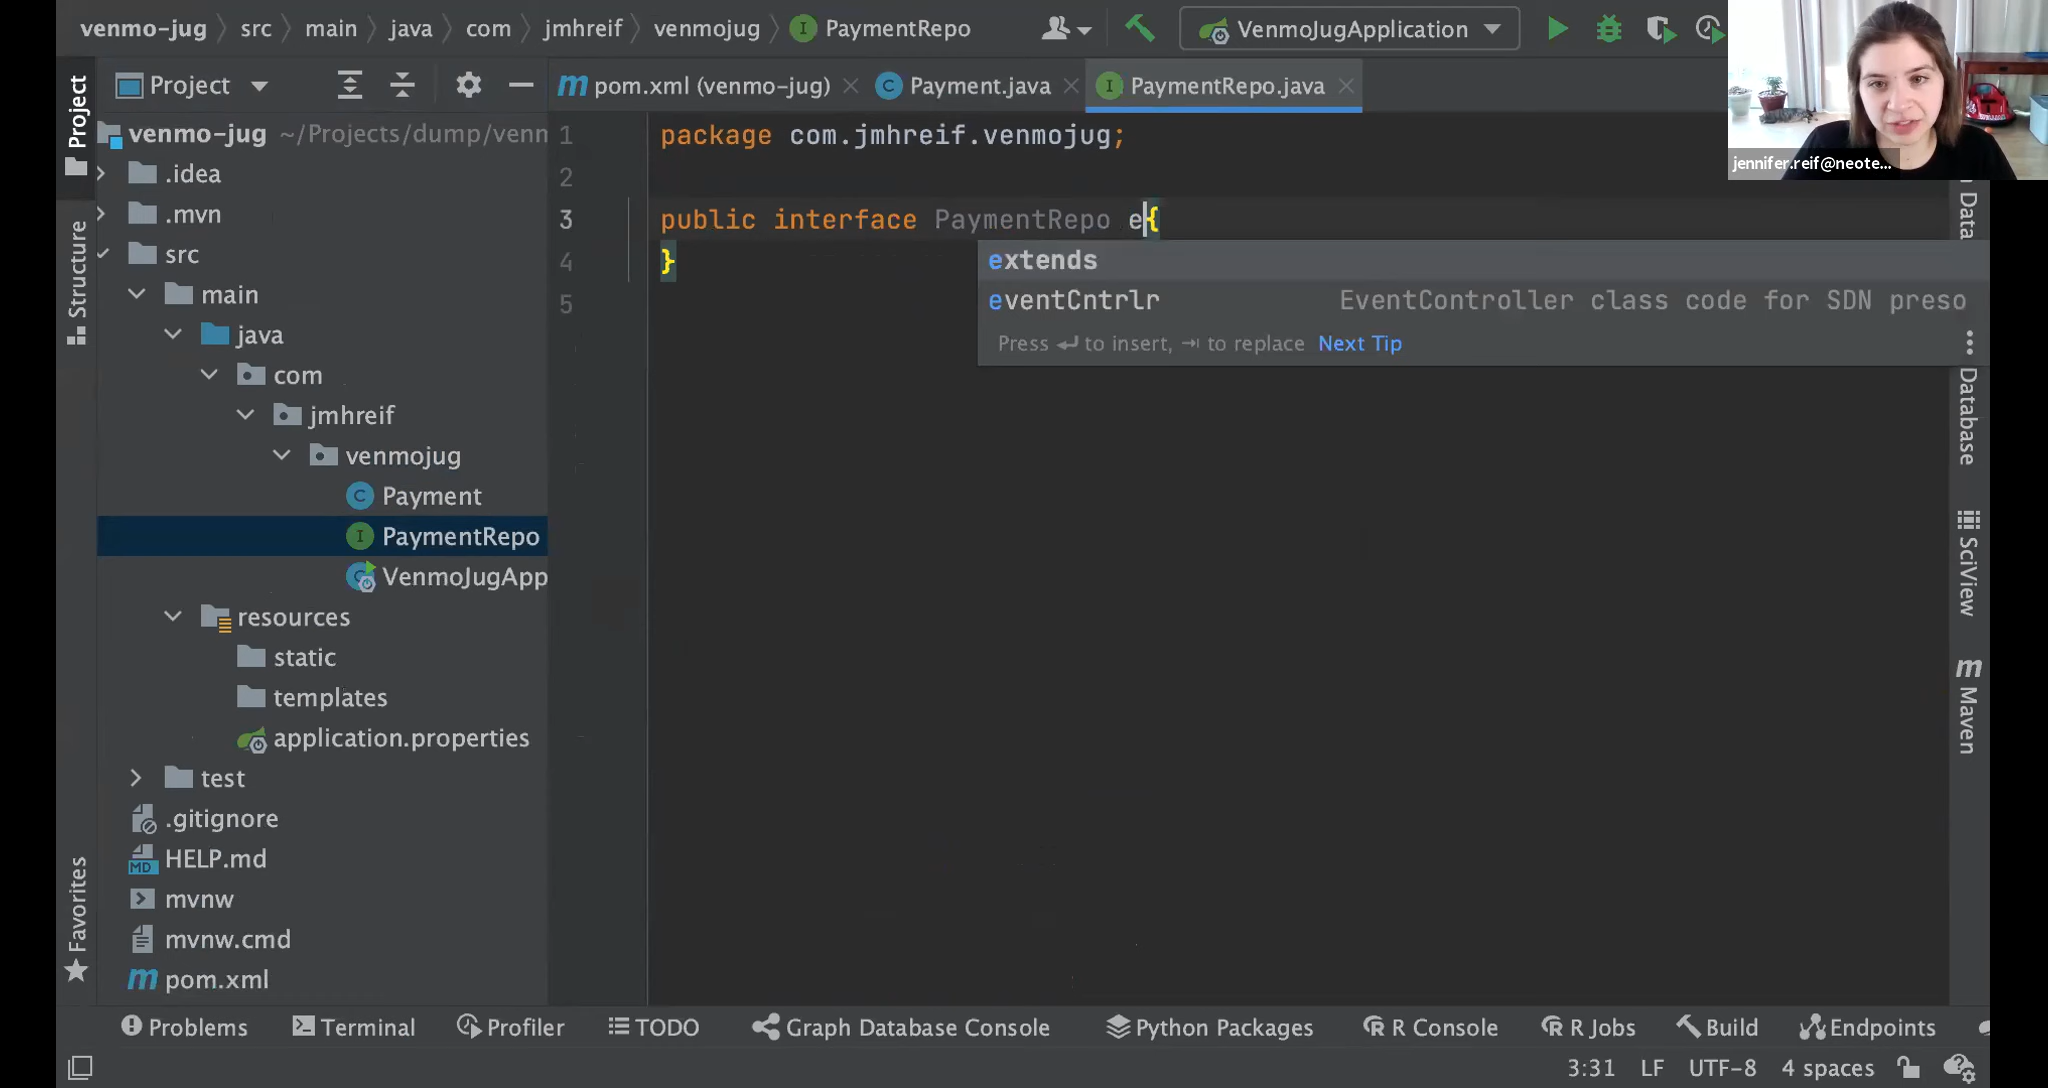 venmo-jug src main java com jmhreif venmojug PaymentRepo VenmoJugApplication
jennifer.reif@neote...
Project
pom.xml (venmo-jug) Payment.java PaymentRepo.java
Project
Structure
Favorites
venmo-jug ~/Projects/dump/venm
.idea
.mvn
src
main
java
com
jmhreif
venmojug
Payment
PaymentRepo
VenmoJugApp
resources
static
templates
application.properties
test
.gitignore
HELP.md
mvnw
mvnw.cmd
pom.xml
1 package com.jmhreif.venmojug;
2
3 public interface PaymentRepo e{
4 }
5
extends
eventCntrlr EventController class code for SDN preso
Press ↵ to insert, ⇥ to replace Next Tip
Database
SciView
Maven
Problems Terminal Profiler TODO Graph Database Console Python Packages R Console R Jobs Build Endpoints
3:31 LF UTF-8 4 spaces